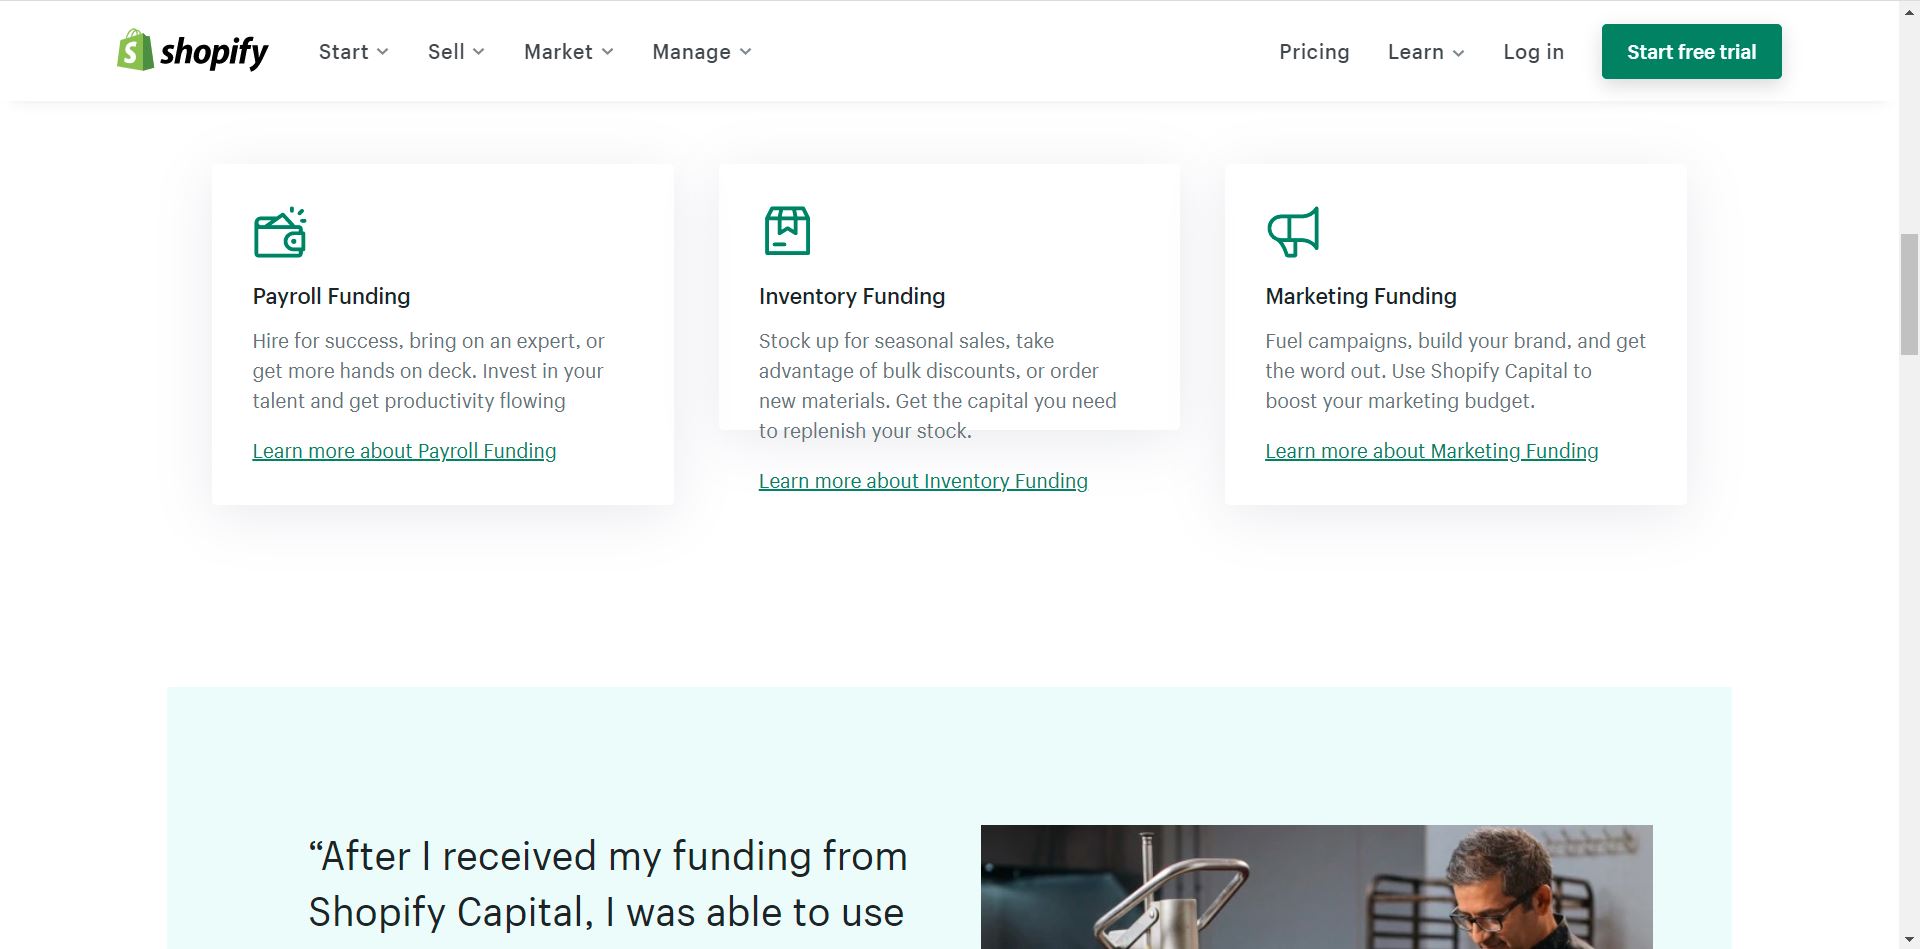 shopify Start Sell Market Manage Pricing Learn Log in Start free trial
Payroll Funding
Hire for success, bring on an expert, or
get more hands on deck. Invest in your
talent and get productivity flowing
Learn more about Payroll Funding
Inventory Funding
Stock up for seasonal sales, take
advantage of bulk discounts, or order
new materials. Get the capital you need
to replenish your stock.
Learn more about Inventory Funding
Marketing Funding
Fuel campaigns, build your brand, and get
the word out. Use Shopify Capital to
boost your marketing budget.
Learn more about Marketing Funding
“After I received my funding from
Shopify Capital, I was able to use